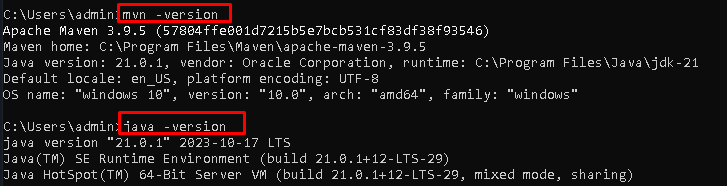 C:\Users\admin>mvn -version
Apache Maven 3.9.5 (57804ffe001d7215b5e7bcb531cf83df38f93546)
Maven home: C:\Program Files\Maven\apache-maven-3.9.5
Java version: 21.0.1, vendor: Oracle Corporation, runtime: C:\Program Files\Java\jdk-21
Default locale: en_US, platform encoding: UTF-8
OS name: "windows 10", version: "10.0", arch: "amd64", family: "windows"
C:\Users\admin>java -version
java version "21.0.1" 2023-10-17 LTS
Java(TM) SE Runtime Environment (build 21.0.1+12-LTS-29)
Java HotSpot(TM) 64-Bit Server VM (build 21.0.1+12-LTS-29, mixed mode, sharing)